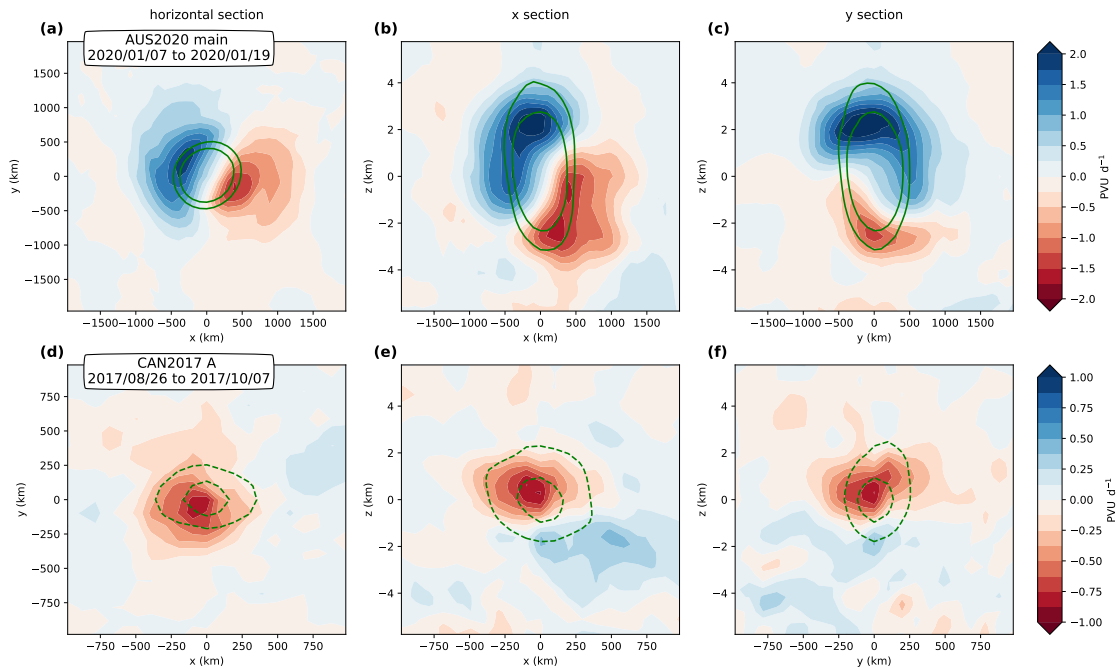 horizontal section
x section
y section
(a)
(b)
(c)
AUS2020 main
2020/01/07 to 2020/01/19
1500
1000
500
0
−500
−1000
−1500
y (km)
−1500−1000 −500 0 500 1000 1500
x (km)
4
2
0
−2
−4
z (km)
−1500−1000 −500 0 500 1000 1500
x (km)
4
2
0
−2
−4
z (km)
−1500−1000 −500 0 500 1000 1500
y (km)
2.0
1.5
1.0
0.5
0.0
−0.5
−1.0
−1.5
−2.0
PVU d⁻¹
(d)
(e)
(f)
CAN2017 A
2017/08/26 to 2017/10/07
750
500
250
0
−250
−500
−750
y (km)
−750 −500 −250 0 250 500 750
x (km)
4
2
0
−2
−4
z (km)
−750 −500 −250 0 250 500 750
x (km)
4
2
0
−2
−4
z (km)
−750 −500 −250 0 250 500 750
y (km)
1.00
0.75
0.50
0.25
0.00
−0.25
−0.50
−0.75
−1.00
PVU d⁻¹